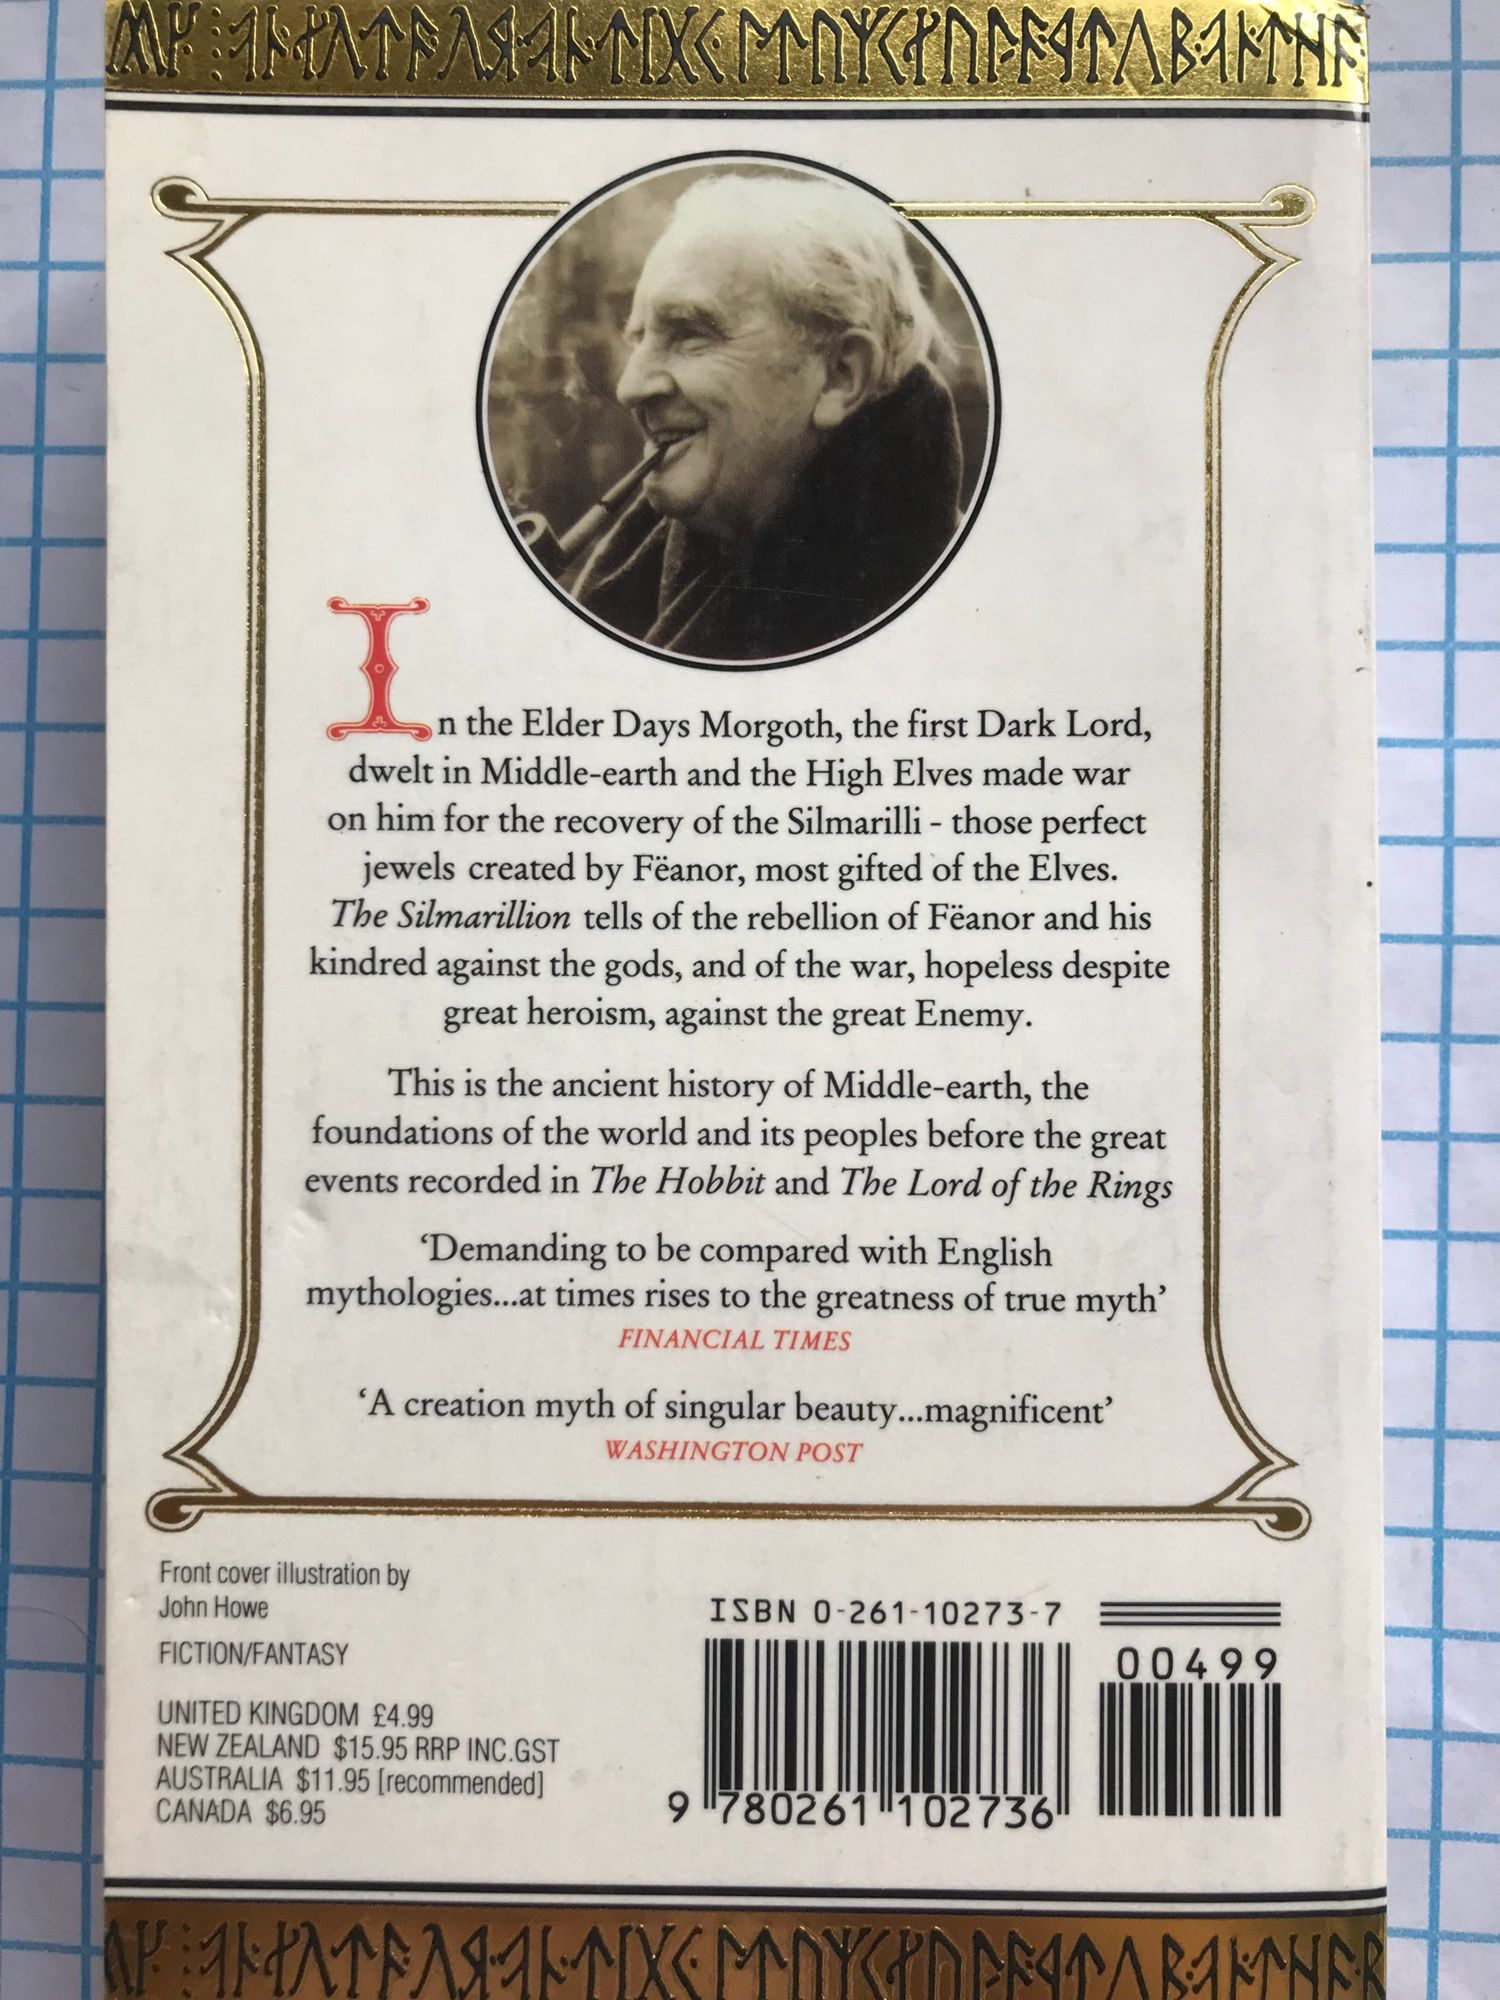 In the Elder Days Morgoth, the first Dark Lord,
dwelt in Middle-earth and the High Elves made war
on him for the recovery of the Silmarilli - those perfect
jewels created by Fëanor, most gifted of the Elves.
The Silmarillion tells of the rebellion of Fëanor and his
kindred against the gods, and of the war, hopeless despite
great heroism, against the great Enemy.
This is the ancient history of Middle-earth, the
foundations of the world and its peoples before the great
events recorded in The Hobbit and The Lord of the Rings
‘Demanding to be compared with English
mythologies...at times rises to the greatness of true myth’
FINANCIAL TIMES
‘A creation myth of singular beauty...magnificent’
WASHINGTON POST
Front cover illustration by
John Howe
FICTION/FANTASY
UNITED KINGDOM £4.99
NEW ZEALAND $15.95 RRP INC.GST
AUSTRALIA $11.95 [recommended]
CANADA $6.95
ISBN 0-261-10273-7
00499
9 780261 102736